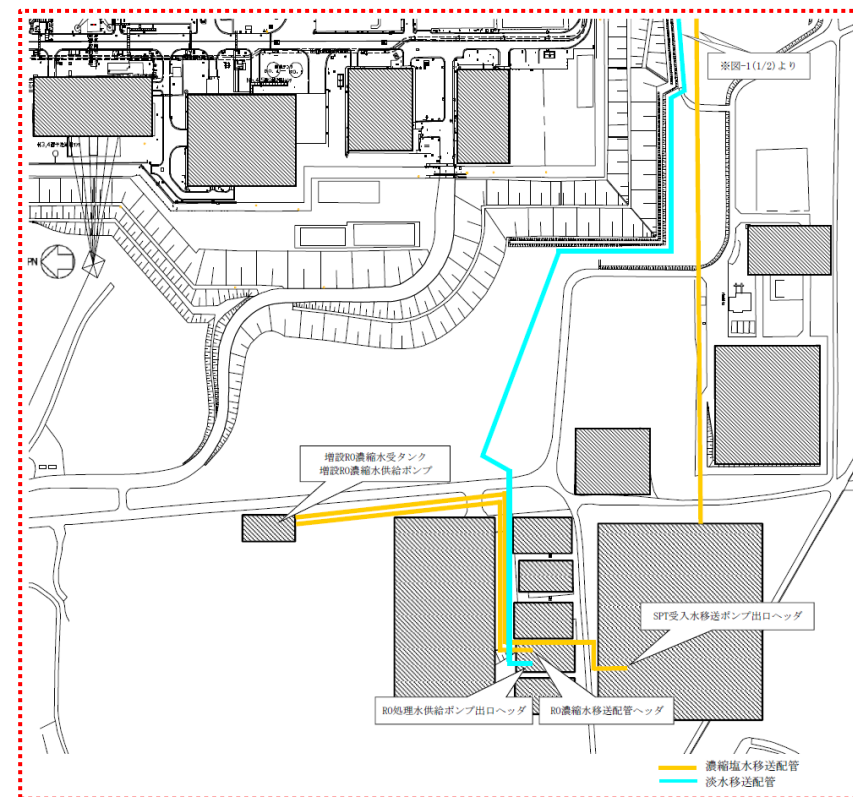 ※図-1(1/2)より
PN
増設RO濃縮水受タンク
増設RO濃縮水供給ポンプ
SPT受入水移送ポンプ出口ヘッダ
RO処理水供給ポンプ出口ヘッダ
RO濃縮水移送配管ヘッダ
濃縮塩水移送配管
淡水移送配管